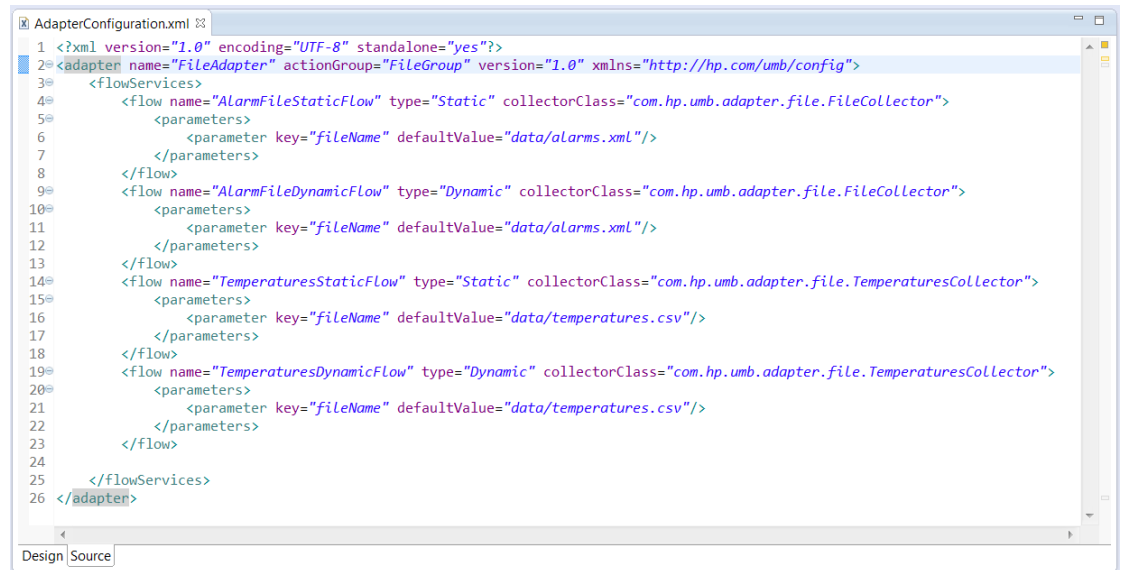 AdapterConfiguration.xml
1 <?xml version="1.0" encoding="UTF-8" standalone="yes"?>
2 <adapter name="FileAdapter" actionGroup="FileGroup" version="1.0" xmlns="http://hp.com/umb/config">
3     <flowServices>
4         <flow name="AlarmFileStaticFlow" type="Static" collectorClass="com.hp.umb.adapter.file.FileCollector">
5             <parameters>
6                 <parameter key="fileName" defaultValue="data/alarms.xml"/>
7             </parameters>
8         </flow>
9         <flow name="AlarmFileDynamicFlow" type="Dynamic" collectorClass="com.hp.umb.adapter.file.FileCollector">
10             <parameters>
11                 <parameter key="fileName" defaultValue="data/alarms.xml"/>
12             </parameters>
13         </flow>
14         <flow name="TemperaturesStaticFlow" type="Static" collectorClass="com.hp.umb.adapter.file.TemperaturesCollector">
15             <parameters>
16                 <parameter key="fileName" defaultValue="data/temperatures.csv"/>
17             </parameters>
18         </flow>
19         <flow name="TemperaturesDynamicFlow" type="Dynamic" collectorClass="com.hp.umb.adapter.file.TemperaturesCollector">
20             <parameters>
21                 <parameter key="fileName" defaultValue="data/temperatures.csv"/>
22             </parameters>
23         </flow>
24
25     </flowServices>
26 </adapter>
Design Source